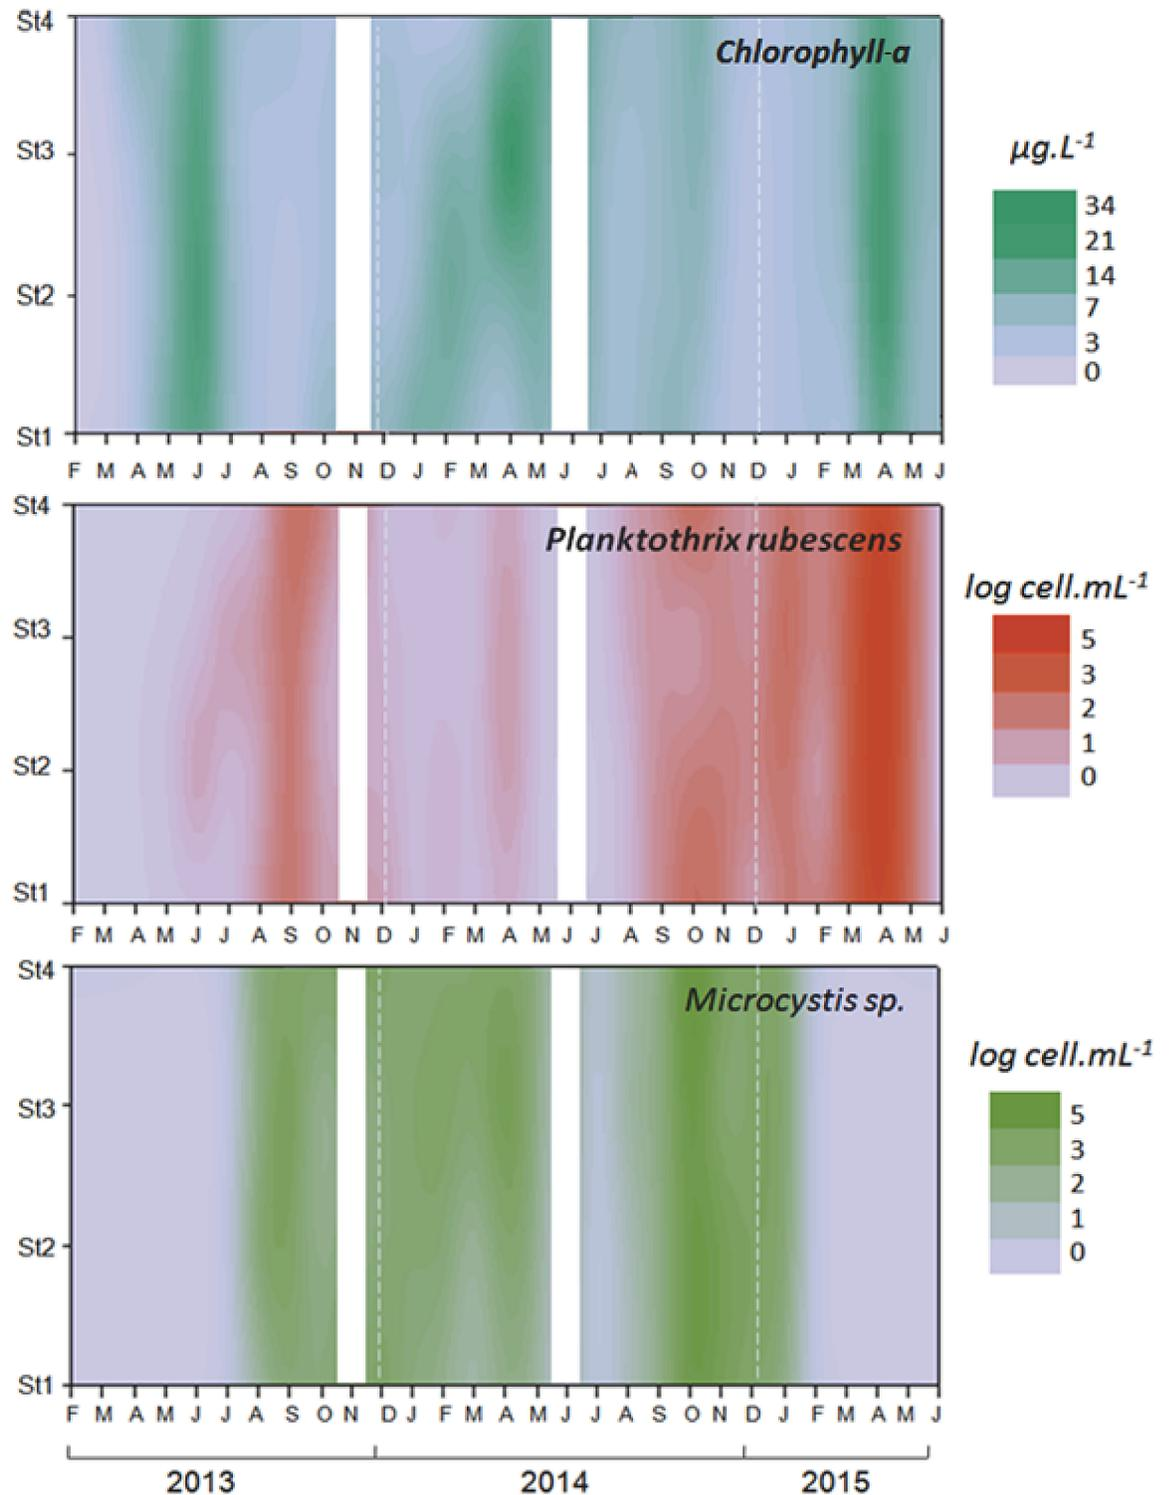 St4
Chlorophyll-a
St3
St2
St1
µg.L-1
34
21
14
7
3
0
F M A M J J A S O N D J F M A M J J A S O N D J F M A M J
St4
Planktothrix rubescens
St3
St2
St1
log cell.mL-1
5
3
2
1
0
F M A M J J A S O N D J F M A M J J A S O N D J F M A M J
St4
Microcystis sp.
St3
St2
St1
log cell.mL-1
5
3
2
1
0
F M A M J J A S O N D J F M A M J J A S O N D J F M A M J
2013 2014 2015